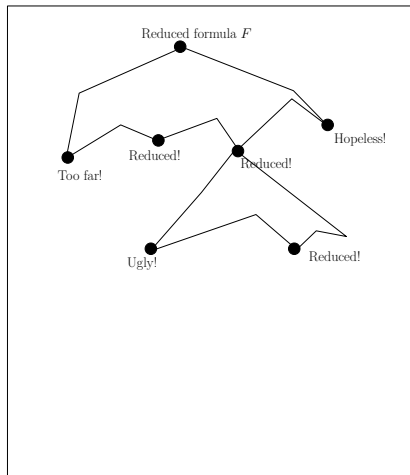 Reduced formula F
Hopeless!
Reduced!
Reduced!
Too far!
Ugly!
Reduced!